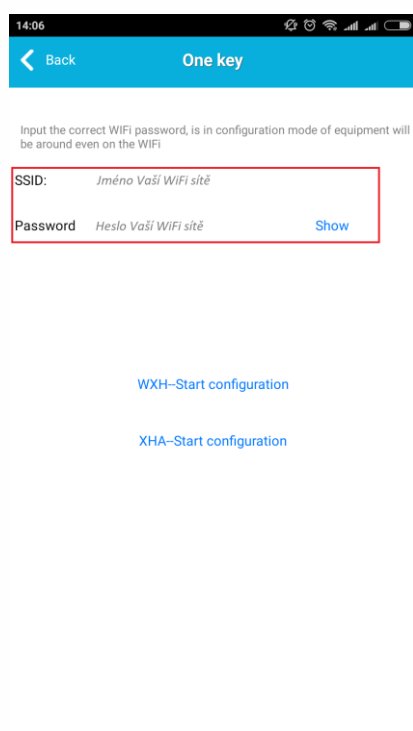 14:06
Back
One key
Input the correct WIFi password, is in configuration mode of equipment will
be around even on the WIFi
SSID: Jméno Vaší WiFi sítě
Password Heslo Vaší WiFi sítě Show
WXH--Start configuration
XHA--Start configuration